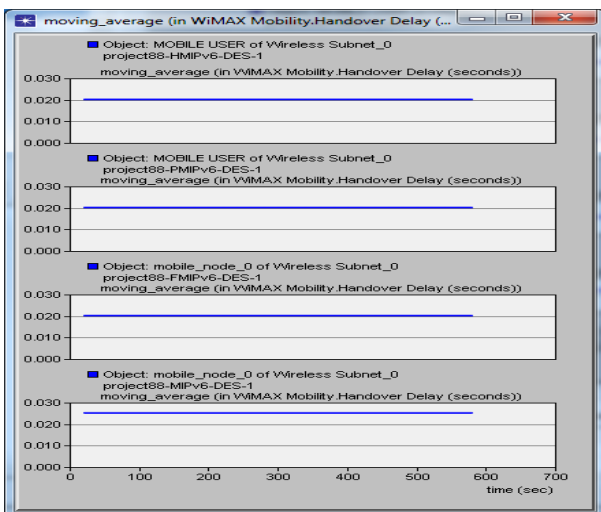 moving_average (in WiMAX Mobility.Handover Delay (...
Object: MOBILE USER of Wireless Subnet_0
project88-HMIPv6-DES-1
moving_average (in WiMAX Mobility.Handover Delay (seconds))
0.030
0.020
0.010
0.000
Object: MOBILE USER of Wireless Subnet_0
project88-PMIPv6-DES-1
moving_average (in WiMAX Mobility.Handover Delay (seconds))
0.030
0.020
0.010
0.000
Object: mobile_node_0 of Wireless Subnet_0
project88-FMIPv6-DES-1
moving_average (in WiMAX Mobility.Handover Delay (seconds))
0.030
0.020
0.010
0.000
Object: mobile_node_0 of Wireless Subnet_0
project88-MIPv6-DES-1
moving_average (in WiMAX Mobility.Handover Delay (seconds))
0.030
0.020
0.010
0.000
0 100 200 300 400 500 600 700
time (sec)